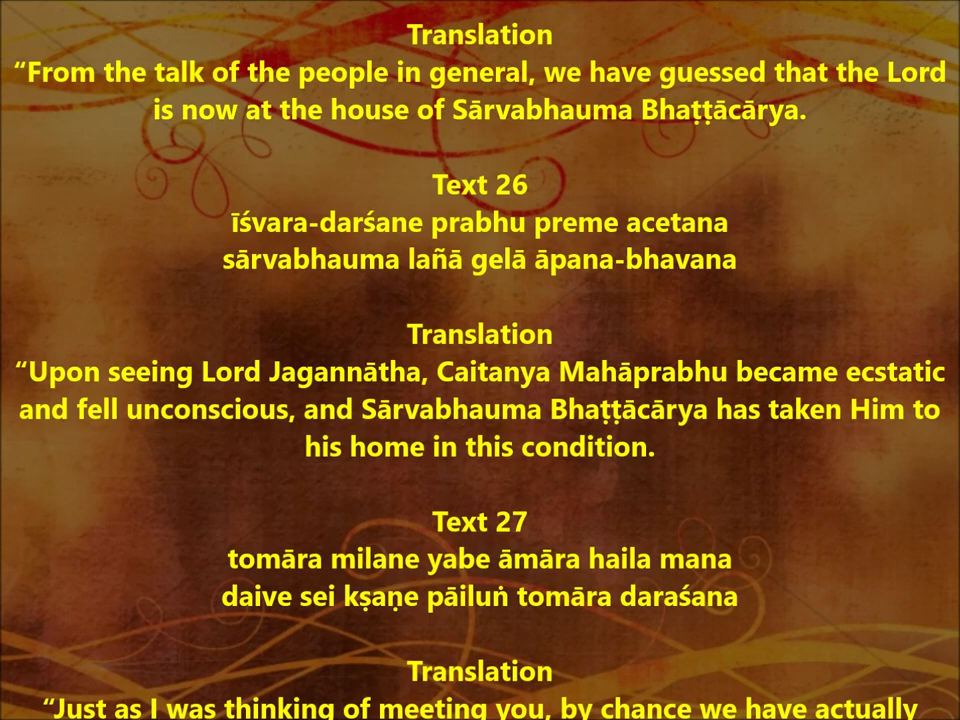 Translation
“From the talk of the people in general, we have guessed that the Lord
is now at the house of Sārvabhauma Bhaṭṭācārya.
Text 26
īśvara-darśane prabhu preme acetana
sārvabhauma lañā gelā āpana-bhavana
Translation
“Upon seeing Lord Jagannātha, Caitanya Mahāprabhu became ecstatic
and fell unconscious, and Sārvabhauma Bhaṭṭācārya has taken Him to
his home in this condition.
Text 27
tomāra milane yabe āmāra haila mana
daive sei kṣaṇe pāiluṅ tomāra daraśana
Translation
“Just as I was thinking of meeting you, by chance we have actually